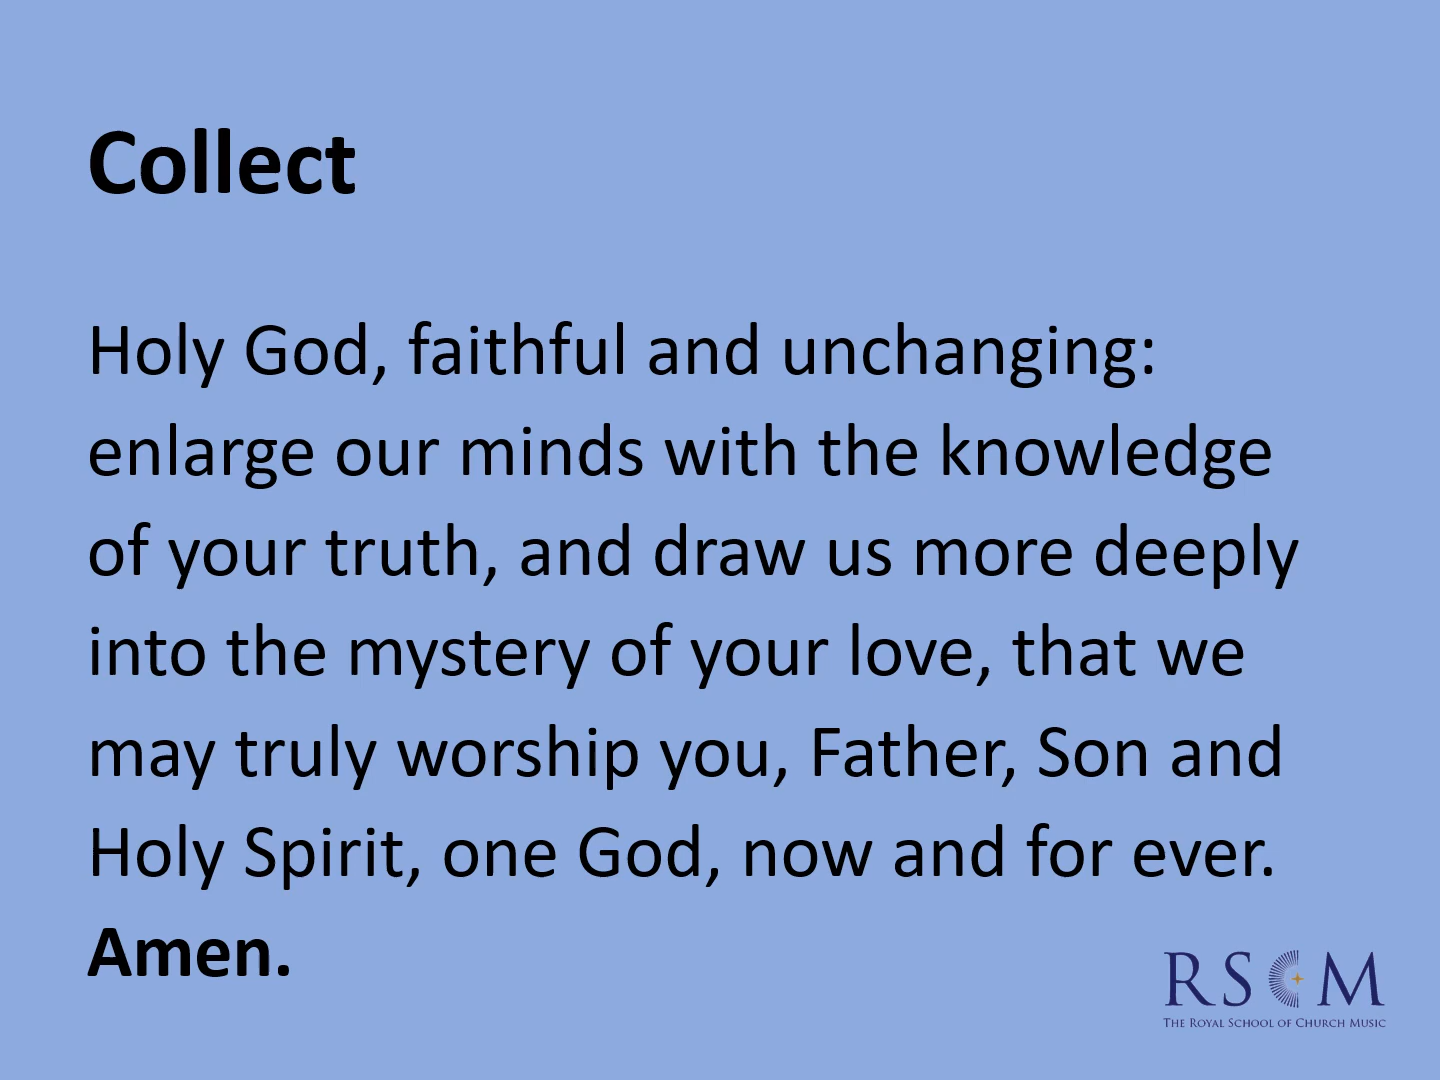 Collect
Holy God, faithful and unchanging:
enlarge our minds with the knowledge
of your truth, and draw us more deeply
into the mystery of your love, that we
may truly worship you, Father, Son and
Holy Spirit, one God, now and for ever.
Amen.
RSCM
The Royal School of Church Music